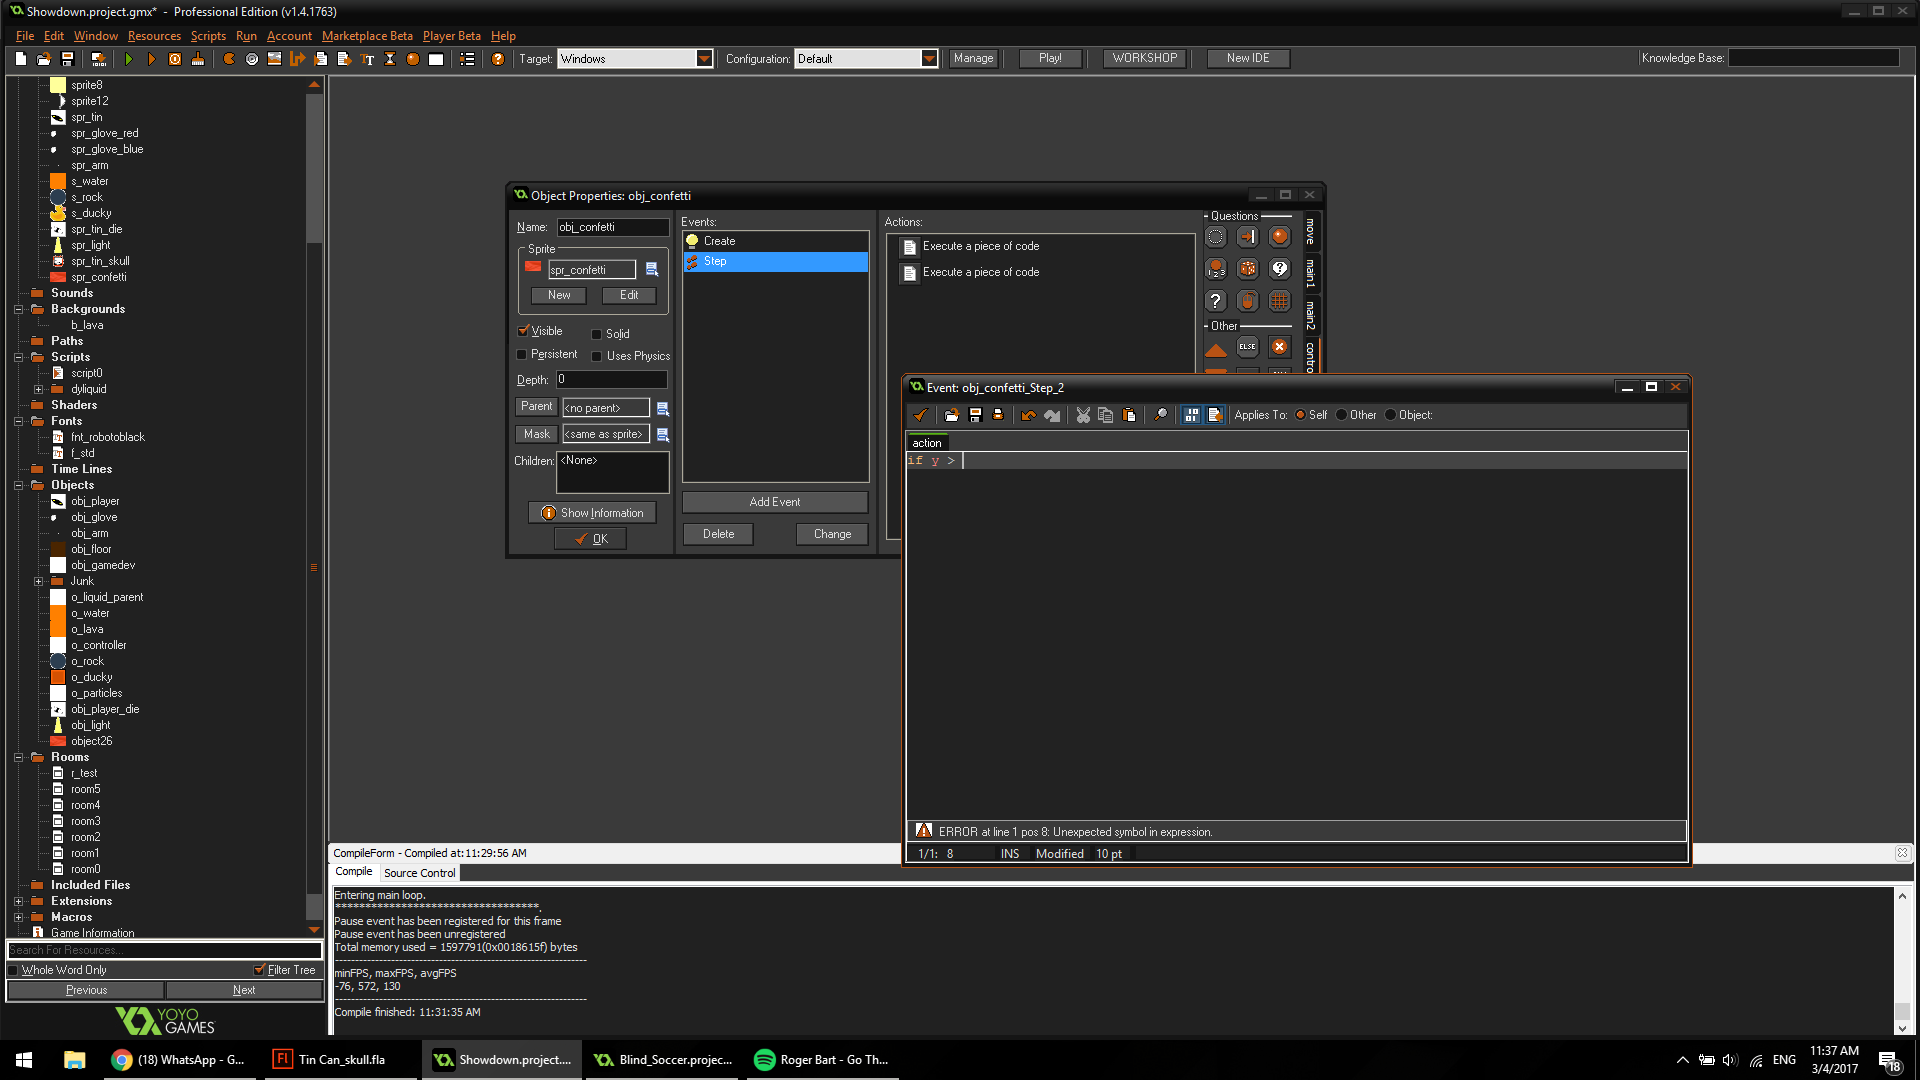 Showdown.project.gmx* - Professional Edition (v1.4.1763)
File Edit Window Resources Scripts Run Account Marketplace Beta Player Beta Help
Target: Windows Configuration: Default Manage Play! WORKSHOP New IDE Knowledge Base:
sprite8
sprite12
spr_tin
spr_glove_red
spr_glove_blue
spr_arm
s_water
s_rock
s_ducky
spr_tin_die
spr_light
spr_tin_skull
spr_confetti
Sounds
Backgrounds
b_lava
Paths
Scripts
script0
dyliquid
Shaders
Fonts
fnt_robotoblack
f_std
Time Lines
Objects
obj_player
obj_glove
obj_arm
obj_floor
obj_gamedev
Junk
o_liquid_parent
o_water
o_lava
o_controller
o_rock
o_ducky
o_particles
obj_player_die
obj_light
object26
Rooms
r_test
room5
room4
room3
room2
room1
room0
Included Files
Extensions
Macros
Game Information
Search For Resources...
Whole Word Only Filter Tree
Previous Next
YOYO
GAMES
Object Properties: obj_confetti
Name: obj_confetti
Sprite
spr_confetti
New Edit
Visible Solid
Persistent Uses Physics
Depth: 0
Parent <no parent>
Mask <same as sprite>
Children: <None>
Show Information
OK
Events:
Create
Step
Add Event
Delete Change
Actions:
Execute a piece of code
Execute a piece of code
Questions
Other
ELSE
move
main1
main2
contro
Event: obj_confetti_Step_2
Applies To: Self Other Object:
action
if y >
ERROR at line 1 pos 8: Unexpected symbol in expression.
1/1: 8 INS Modified 10 pt
CompileForm - Compiled at:11:29:56 AM
Compile Source Control
Entering main loop.
***********************************.
Pause event has been registered for this frame
Pause event has been unregistered
Total memory used = 1597791(0x0018615f) bytes
minFPS, maxFPS, avgFPS
-76, 572, 130
Compile finished: 11:31:35 AM
(18) WhatsApp - G...
Tin Can_skull.fla
Showdown.project....
Blind_Soccer.projec...
Roger Bart - Go Th...
ENG
11:37 AM
3/4/2017
18